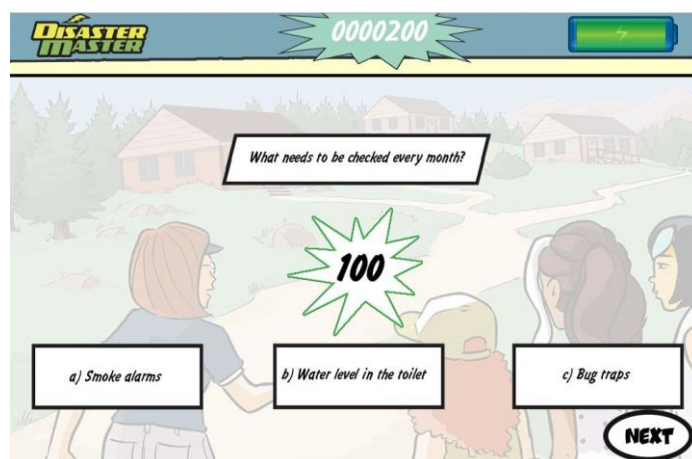 DISASTER
MASTER
0000200
What needs to be checked every month?
100
a) Smoke alarms
b) Water level in the toilet
c) Bug traps
NEXT